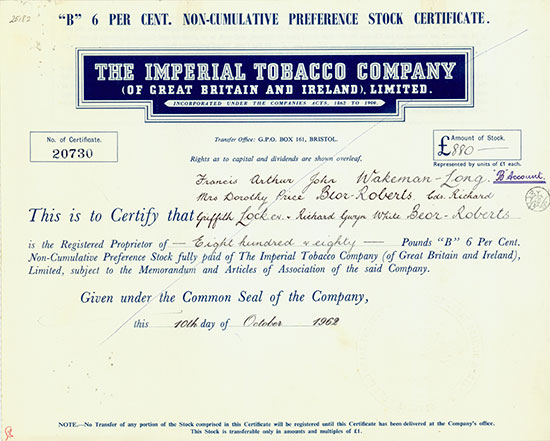 25182
"B" 6 PER CENT. NON-CUMULATIVE PREFERENCE STOCK CERTIFICATE.
THE IMPERIAL TOBACCO COMPANY
(OF GREAT BRITAIN AND IRELAND), LIMITED.
INCORPORATED UNDER THE COMPANIES ACTS, 1862 TO 1900.
No. of Certificate.
20730
Transfer Office: G.P.O. BOX 161, BRISTOL.
Rights as to capital and dividends are shown overleaf.
Amount of Stock.
£880—
Represented by units of £1 each.
Francis Arthur John Wakeman-Long. "B" Account.
Mrs Dorothy Price Beor-Roberts, Cdr. Richard
This is to Certify that Griffith Lock & Richard Gwyn White Beor-Roberts—
is the Registered Proprietor of — Eight hundred & eighty — Pounds "B" 6 Per Cent.
Non-Cumulative Preference Stock fully paid of The Imperial Tobacco Company (of Great Britain and Ireland),
Limited, subject to the Memorandum and Articles of Association of the said Company.
Given under the Common Seal of the Company,
this 10th day of October 1962
NOTE.—No Transfer of any portion of the Stock comprised in this Certificate will be registered until this Certificate has been delivered at the Company's office.
This Stock is transferable only in amounts and multiples of £1.